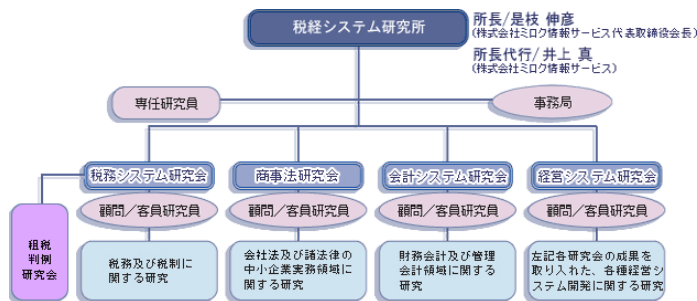 税経システム研究所
所長/是枝 伸彦
(株式会社ミロク情報サービス代表取締役会長)
所長代行/井上 真
(株式会社ミロク情報サービス)
専任研究員
事務局
税務システム研究会
商事法研究会
会計システム研究会
経営システム研究会
顧問/客員研究員
顧問/客員研究員
顧問/客員研究員
顧問/客員研究員
租税
判例
研究会
税務及び税制に
関する研究
会社法及び諸法律の
中小企業実務領域に
関する研究
財務会計及び管理
会計領域に関する
研究
左記各研究会の成果を
取り入れた、各種経営シ
ステム開発に関する研究